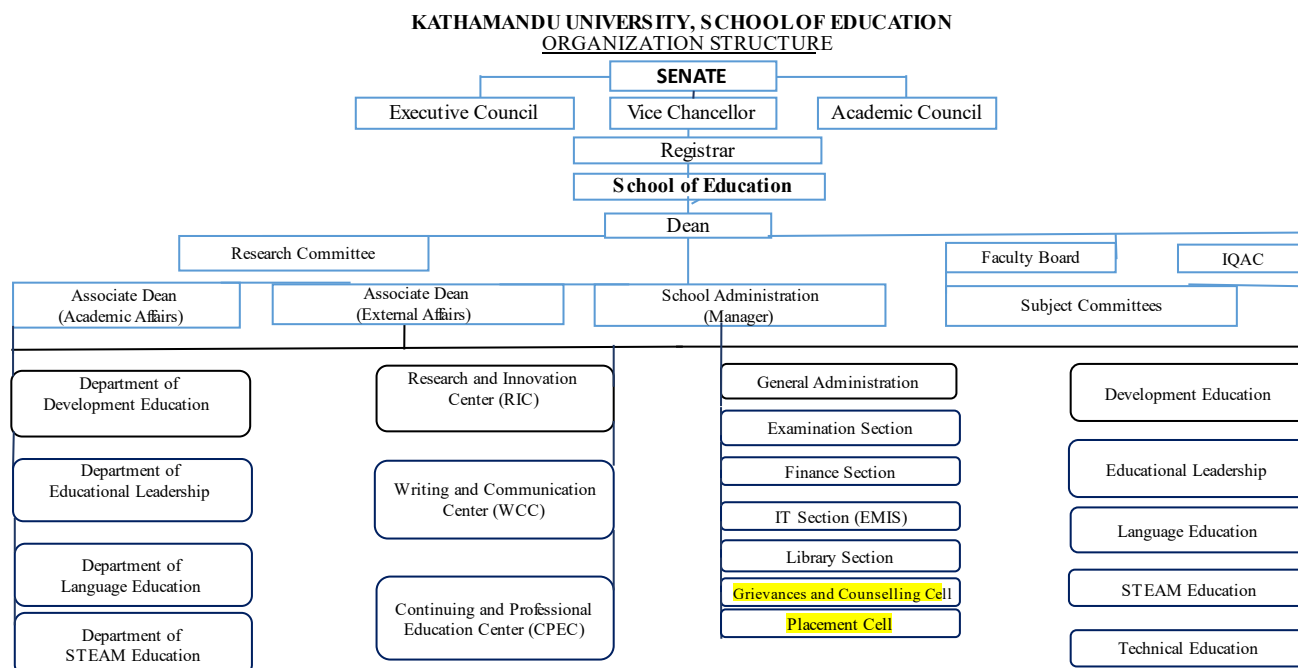 KATHAMANDU UNIVERSITY, SCHOOL OF EDUCATION
ORGANIZATION STRUCTURE
SENATE
Executive Council
Vice Chancellor
Academic Council
Registrar
School of Education
Dean
Research Committee
Faculty Board
IQAC
Associate Dean
(Academic Affairs)
Associate Dean
(External Affairs)
School Administration
(Manager)
Subject Committees
Department of
Development Education
Department of
Educational Leadership
Department of
Language Education
Department of
STEAM Education
Research and Innovation
Center (RIC)
Writing and Communication
Center (WCC)
Continuing and Professional
Education Center (CPEC)
General Administration
Examination Section
Finance Section
IT Section (EMIS)
Library Section
Grievances and Counselling Cell
Placement Cell
Development Education
Educational Leadership
Language Education
STEAM Education
Technical Education